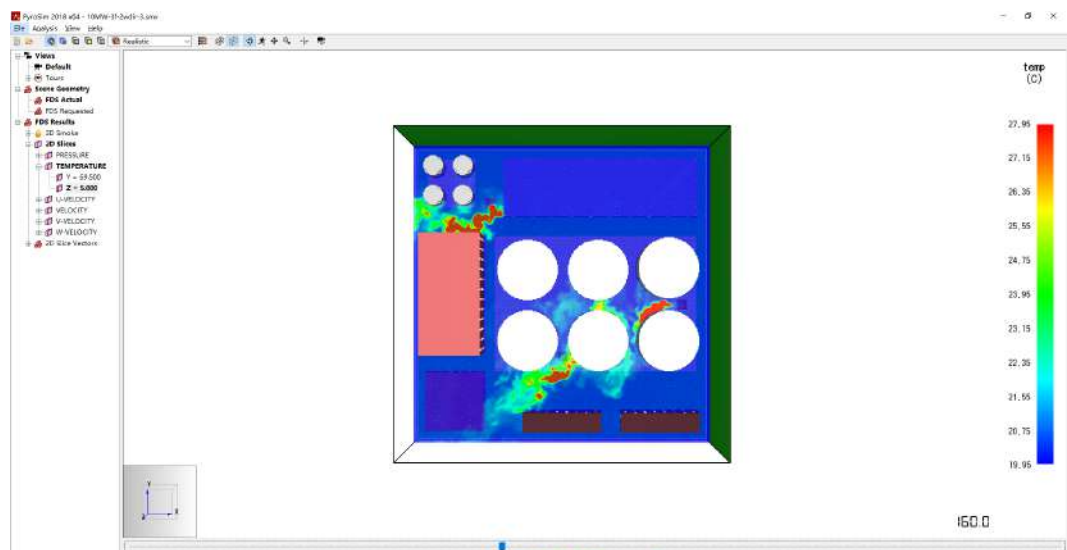 PyroSim 2018 x64 - 10MW-31-2wdir-3.smv
File Analysis View Help
Realistic
Views
Default
Tours
Scene Geometry
FDS Actual
FDS Requested
FDS Results
3D Smoke
2D Slices
PRESSURE
TEMPERATURE
Y = 59.500
Z = 5.000
U-VELOCITY
VELOCITY
V-VELOCITY
W-VELOCITY
2D Slice Vectors
temp
(C)
27.95
27.15
26.35
25.55
24.75
23.95
23.15
22.35
21.55
20.75
19.95
Y
X
160.0